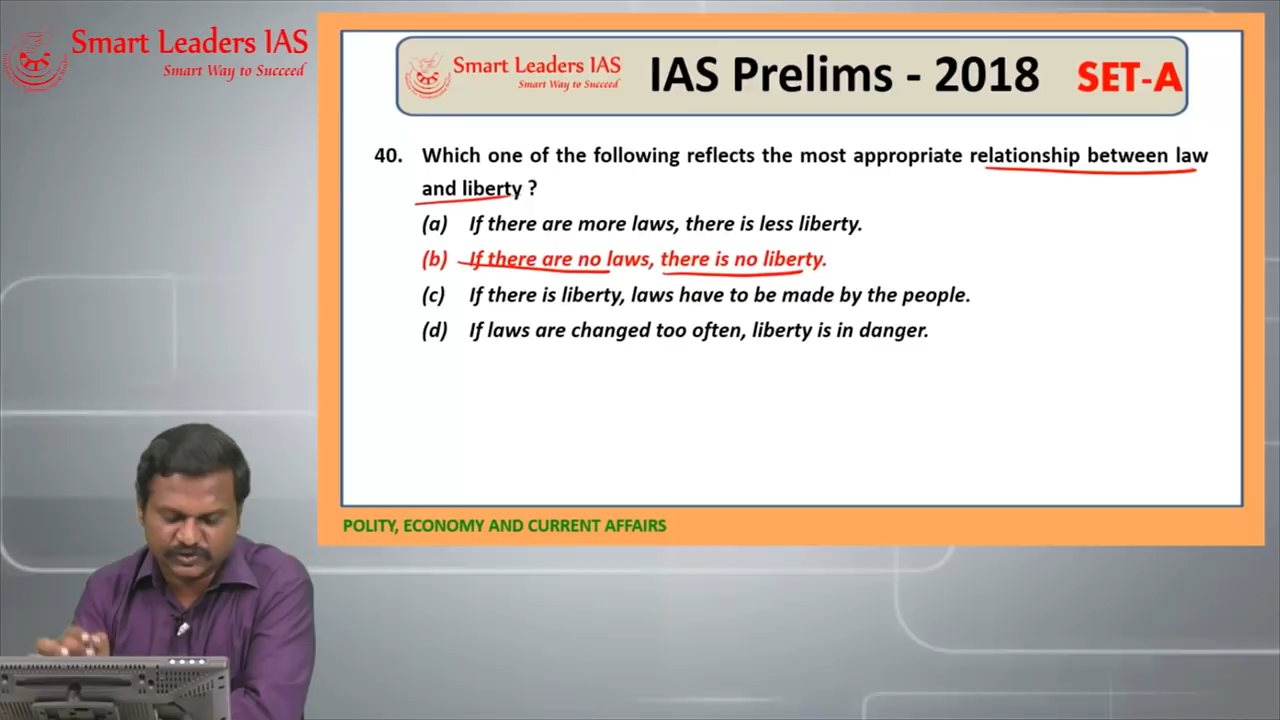 Smart Leaders IAS
Smart Way to Succeed
Smart Leaders IAS
Smart Way to Succeed
IAS Prelims - 2018 SET-A
40. Which one of the following reflects the most appropriate relationship between law
and liberty ?
(a) If there are more laws, there is less liberty.
(b) If there are no laws, there is no liberty.
(c) If there is liberty, laws have to be made by the people.
(d) If laws are changed too often, liberty is in danger.
POLITY, ECONOMY AND CURRENT AFFAIRS